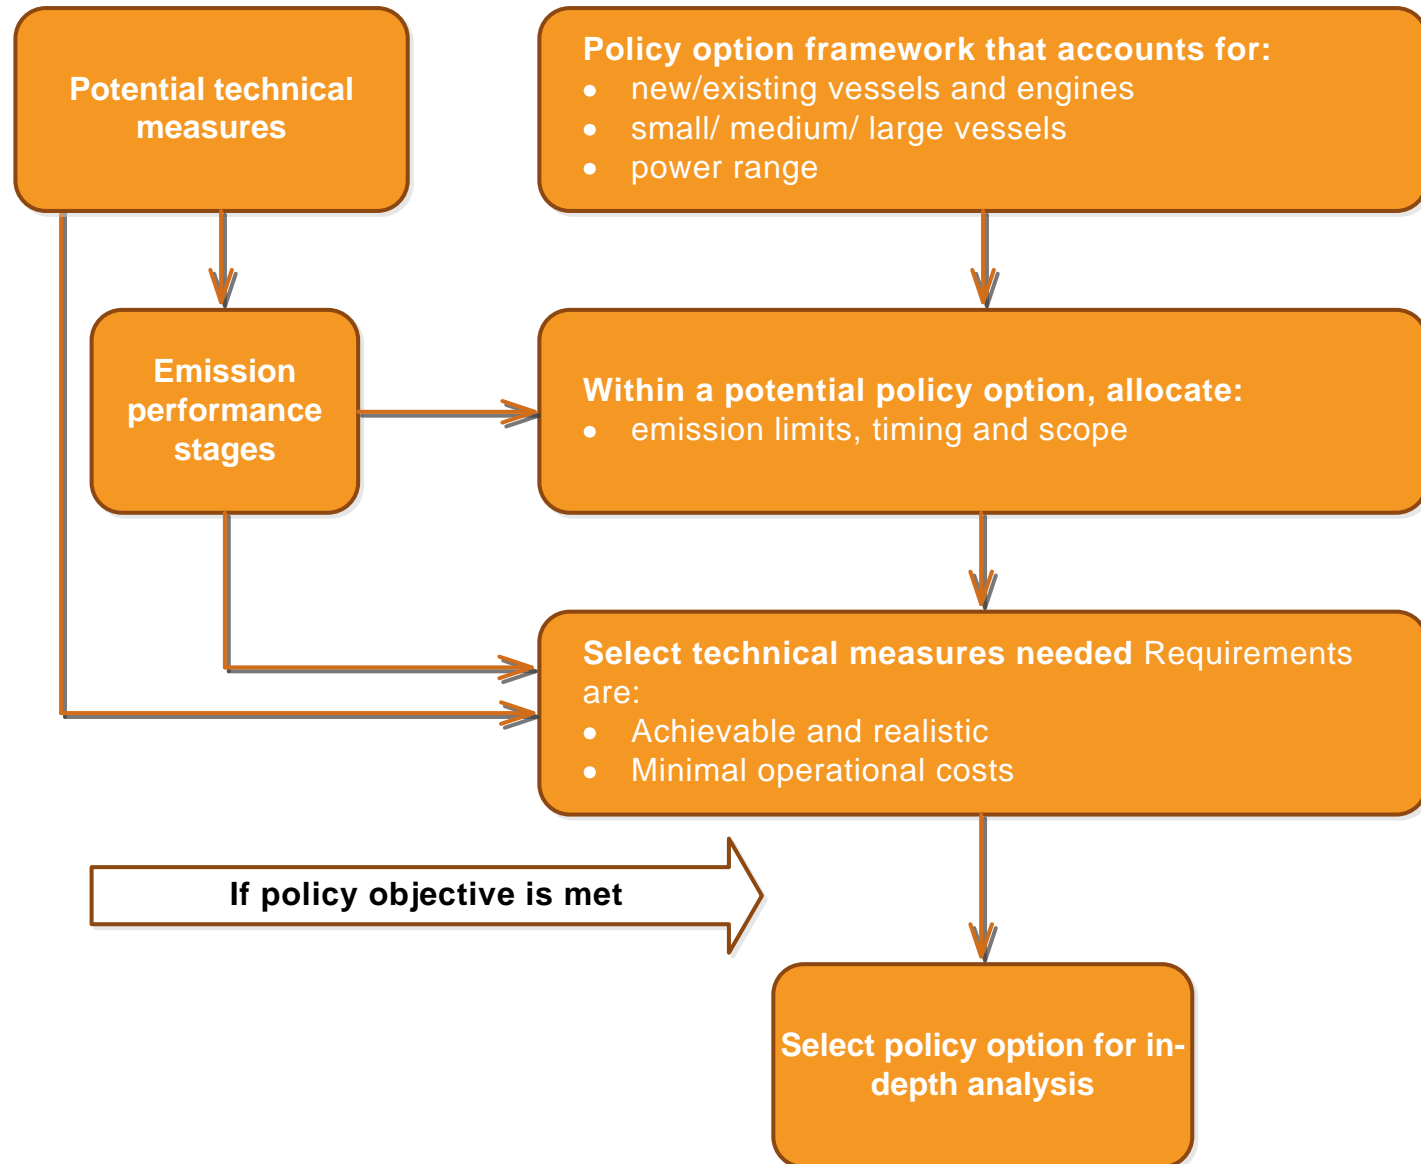 Potential technical
measures
Policy option framework that accounts for:
• new/existing vessels and engines
• small/ medium/ large vessels
• power range
Emission
performance
stages
Within a potential policy option, allocate:
• emission limits, timing and scope
Select technical measures needed Requirements
are:
• Achievable and realistic
• Minimal operational costs
If policy objective is met
Select policy option for in-
depth analysis